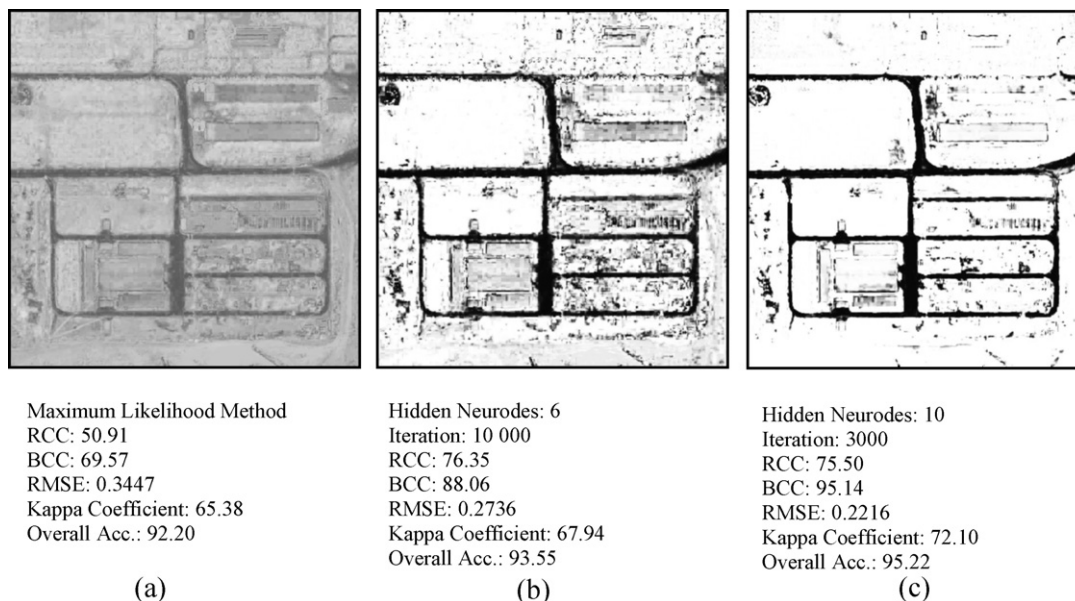 Maximum Likelihood Method
RCC: 50.91
BCC: 69.57
RMSE: 0.3447
Kappa Coefficient: 65.38
Overall Acc.: 92.20
(a)
Hidden Neurodes: 6
Iteration: 10 000
RCC: 76.35
BCC: 88.06
RMSE: 0.2736
Kappa Coefficient: 67.94
Overall Acc.: 93.55
(b)
Hidden Neurodes: 10
Iteration: 3000
RCC: 75.50
BCC: 95.14
RMSE: 0.2216
Kappa Coefficient: 72.10
Overall Acc.: 95.22
(c)